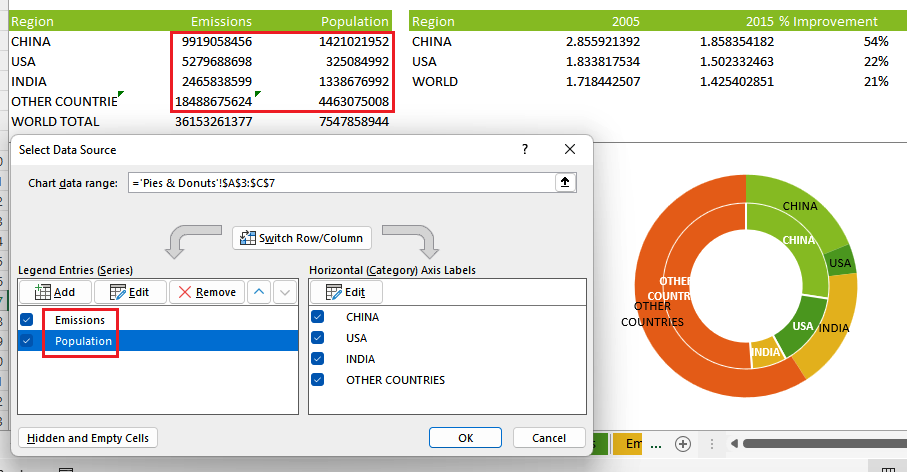 Region Emissions Population Region 2005 2015 % Improvement
CHINA 9919058456 1421021952 CHINA 2.855921392 1.858354182 54%
USA 5279688698 325084992 USA 1.833817534 1.502332463 22%
INDIA 2465838599 1338676992 WORLD 1.718442507 1.425402851 21%
OTHER COUNTRIE 18488675624 4463075008
WORLD TOTAL 36153261377 7547858944
Select Data Source ? ×
Chart data range: ='Pies & Donuts'!$A$3:$C$7
Switch Row/Column
Legend Entries (Series) Horizontal (Category) Axis Labels
Add Edit Remove Edit
Emissions CHINA
Population USA
INDIA
OTHER COUNTRIES
Hidden and Empty Cells OK Cancel
CHINA
CHINA
USA
OTHER
COUNTR
OTHER
COUNTRIES
USA INDIA
INDIA
s Em ...